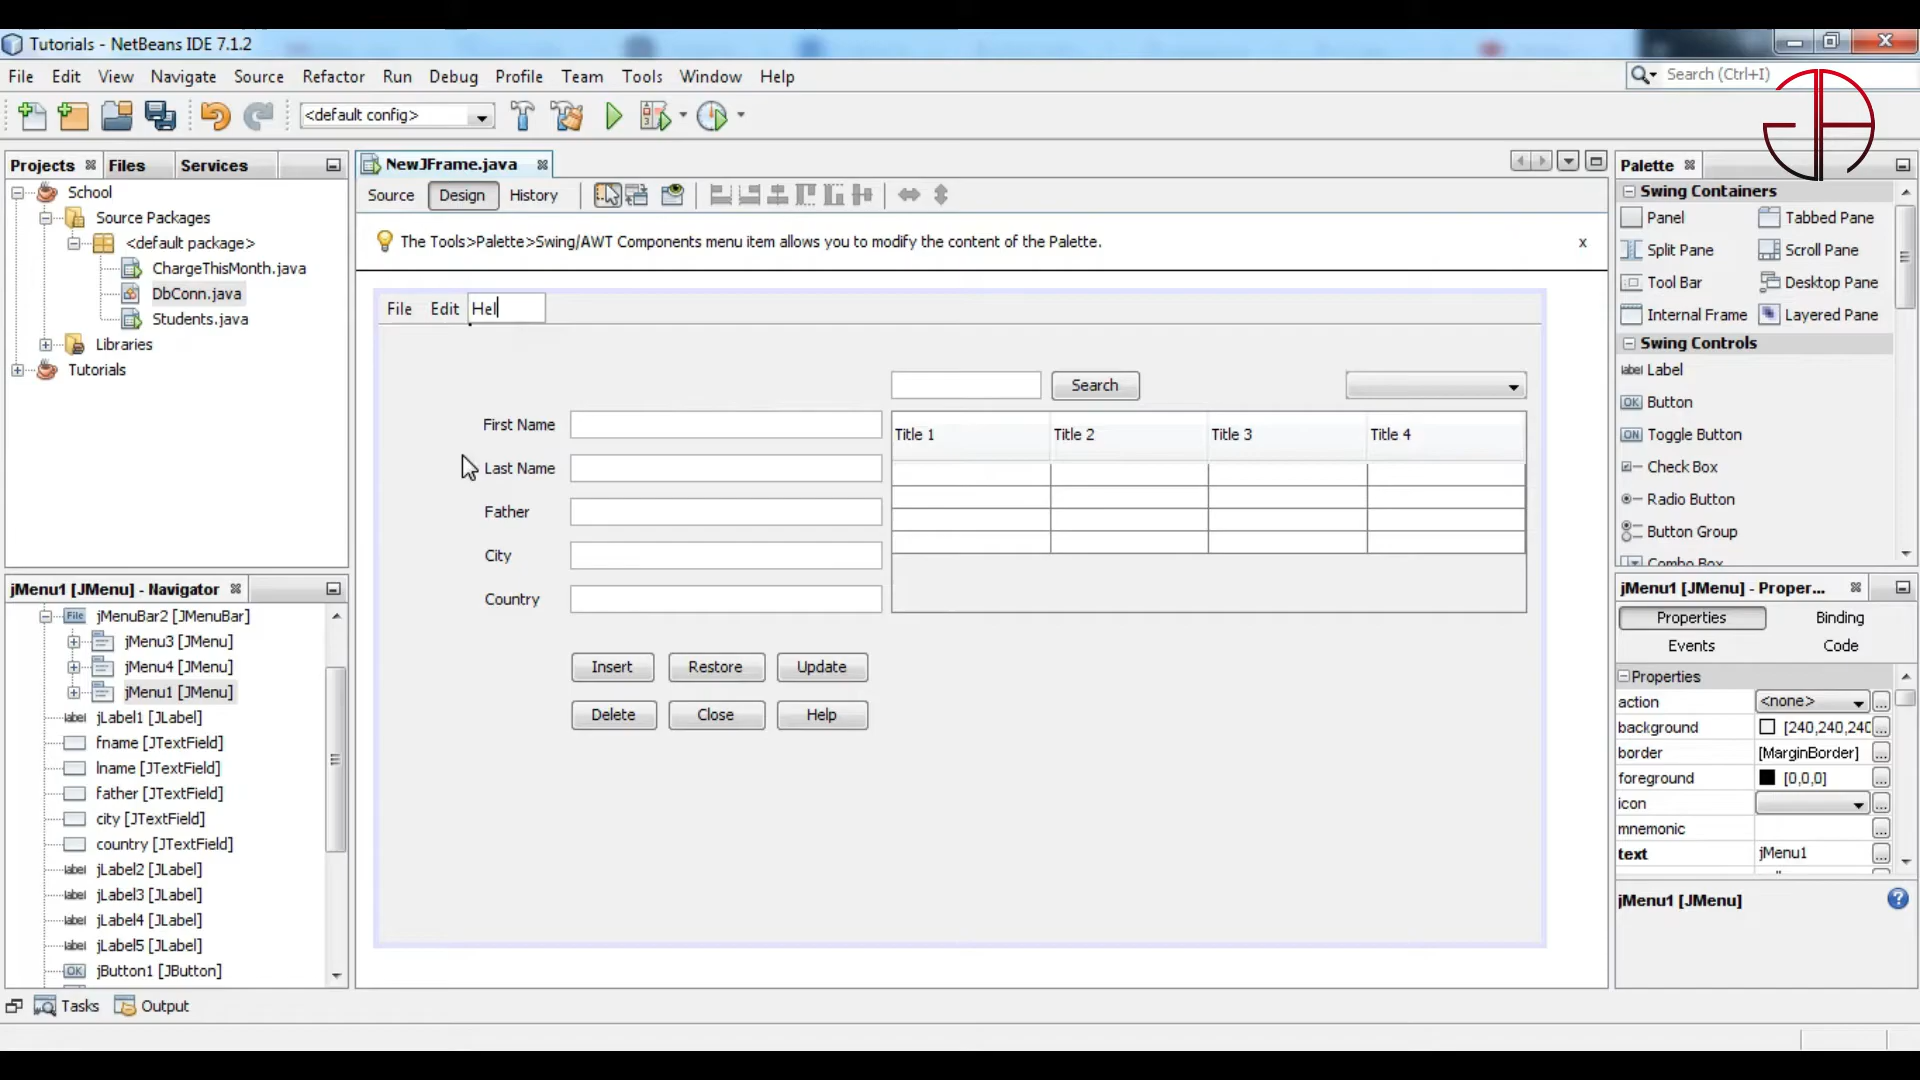 Tutorials - NetBeans IDE 7.1.2
File Edit View Navigate Source Refactor Run Debug Profile Team Tools Window Help
Search (Ctrl+I)
<default config>
Projects Files Services
School
Source Packages
<default package>
ChargeThisMonth.java
DbConn.java
Students.java
Libraries
Tutorials
jMenu1 [JMenu] - Navigator
jMenuBar2 [JMenuBar]
jMenu3 [JMenu]
jMenu4 [JMenu]
jMenu1 [JMenu]
jLabel1 [JLabel]
fname [JTextField]
lname [JTextField]
father [JTextField]
city [JTextField]
country [JTextField]
jLabel2 [JLabel]
jLabel3 [JLabel]
jLabel4 [JLabel]
jLabel5 [JLabel]
jButton1 [JButton]
Tasks Output
NewJFrame.java
Source Design History
The Tools>Palette>Swing/AWT Components menu item allows you to modify the content of the Palette.
x
File Edit Hel
Search
First Name
Last Name
Father
City
Country
Title 1 Title 2 Title 3 Title 4
Insert Restore Update
Delete Close Help
Palette
Swing Containers
Panel Tabbed Pane
Split Pane Scroll Pane
Tool Bar Desktop Pane
Internal Frame Layered Pane
Swing Controls
label Label
OK Button
ON Toggle Button
Check Box
Radio Button
Button Group
Combo Box
jMenu1 [JMenu] - Proper...
Properties Binding
Events Code
Properties
action <none> ...
background [240,240,240 ...
border [MarginBorder] ...
foreground [0,0,0] ...
icon ...
mnemonic ...
text jMenu1 ...
jMenu1 [JMenu]